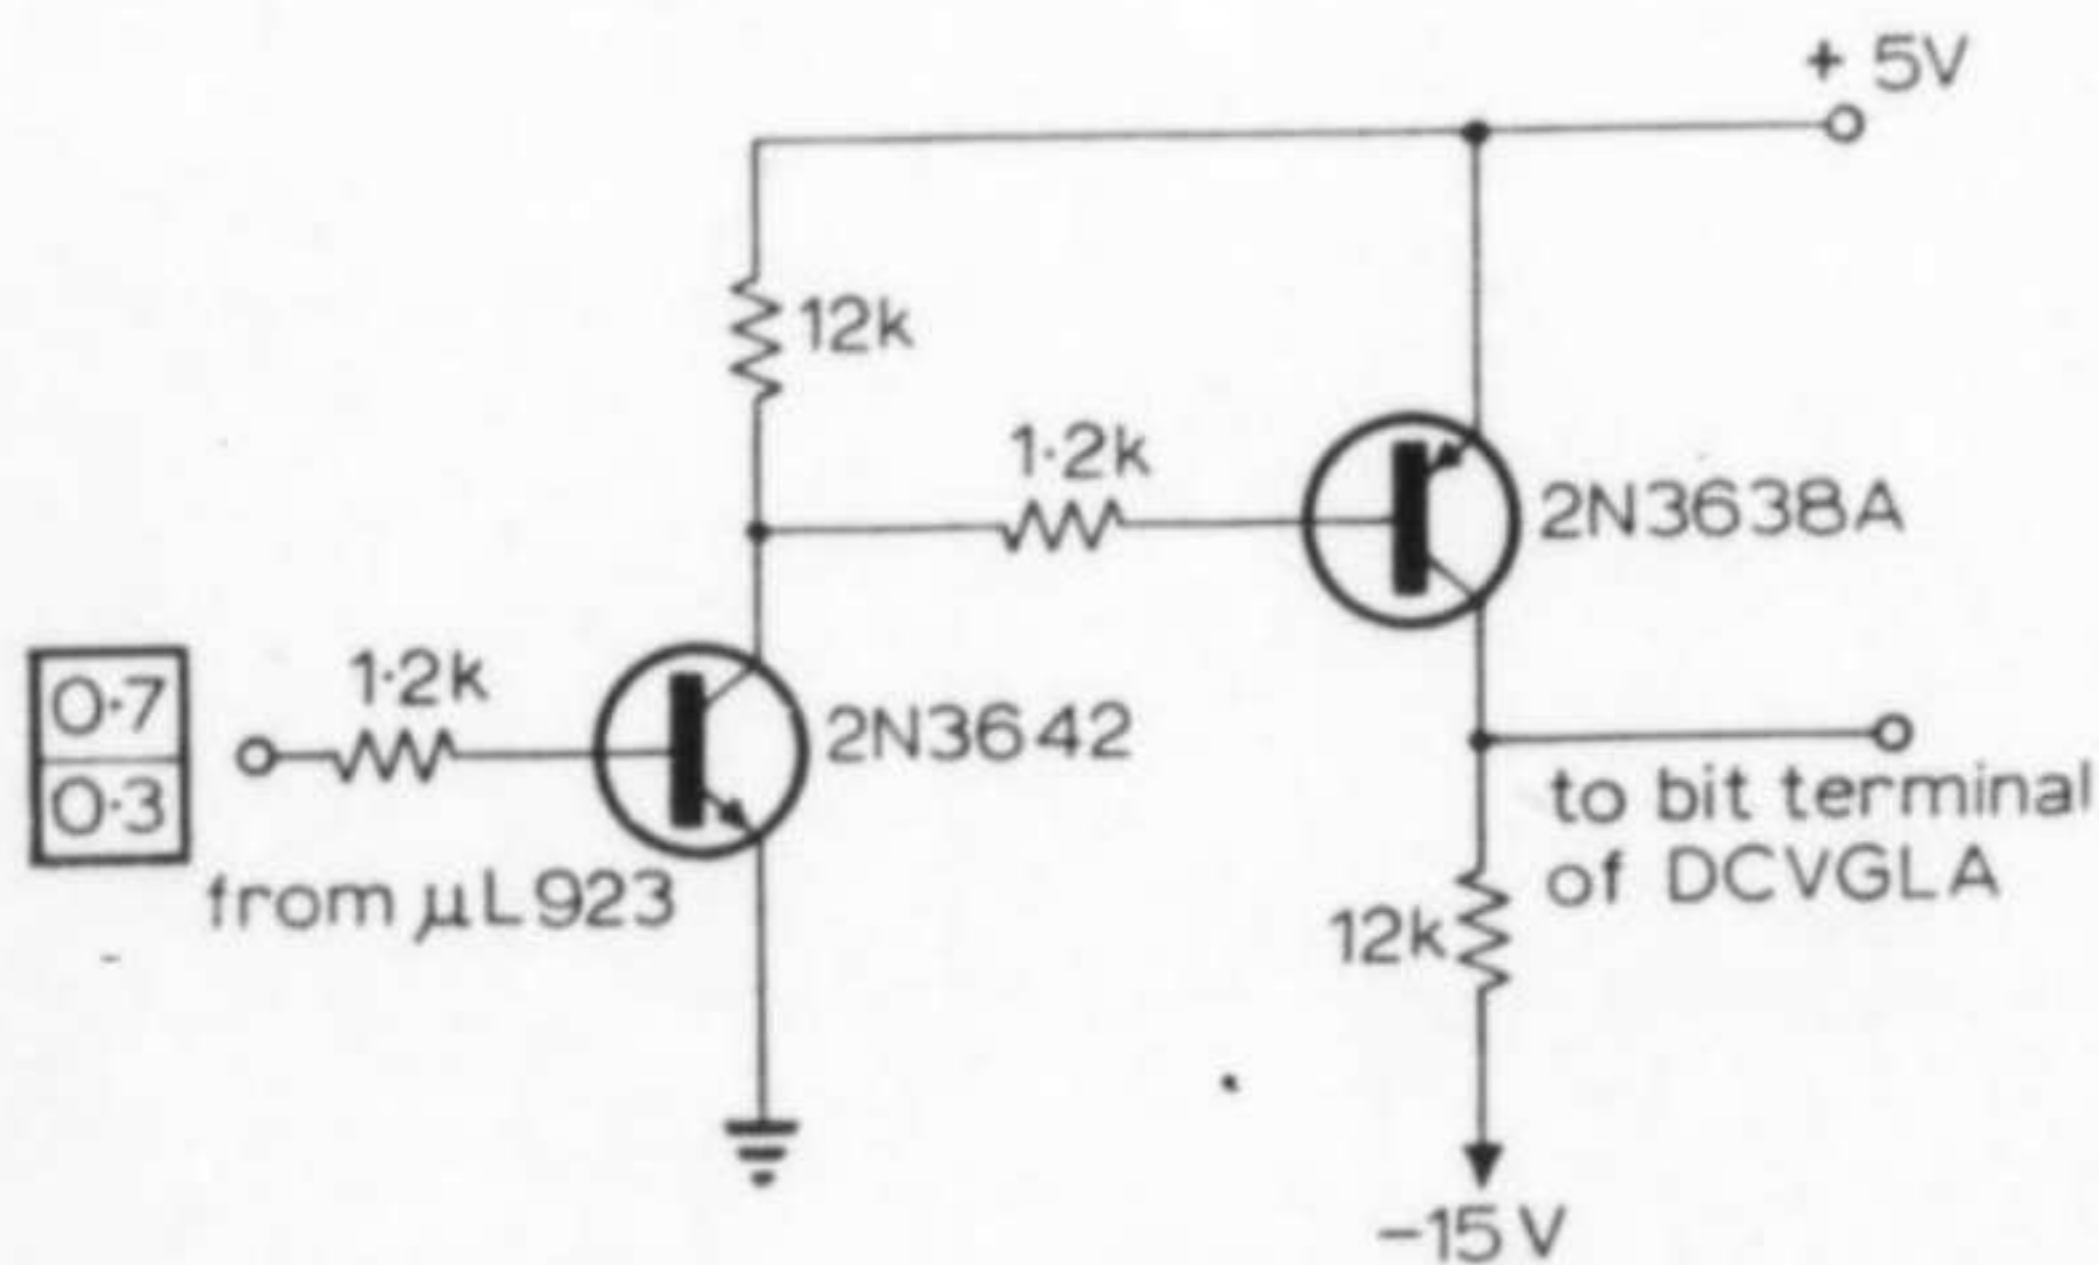 + 5V
12k
1·2k
2N3638A
0·7
0·3
1·2k
2N3642
from µL923
to bit terminal
of DCVGLA
12k
-15V